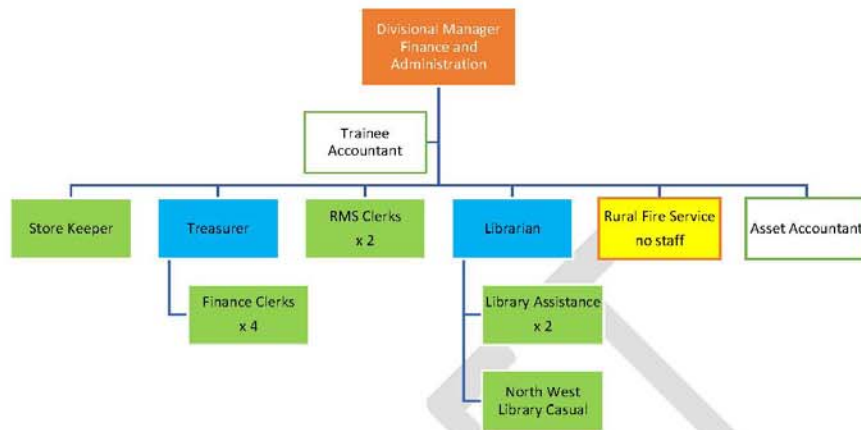 Divisional Manager
Finance and
Administration
Trainee
Accountant
Store Keeper
Treasurer
RMS Clerks
x 2
Librarian
Rural Fire Service
no staff
Asset Accountant
Finance Clerks
x 4
Library Assistance
x 2
North West
Library Casual